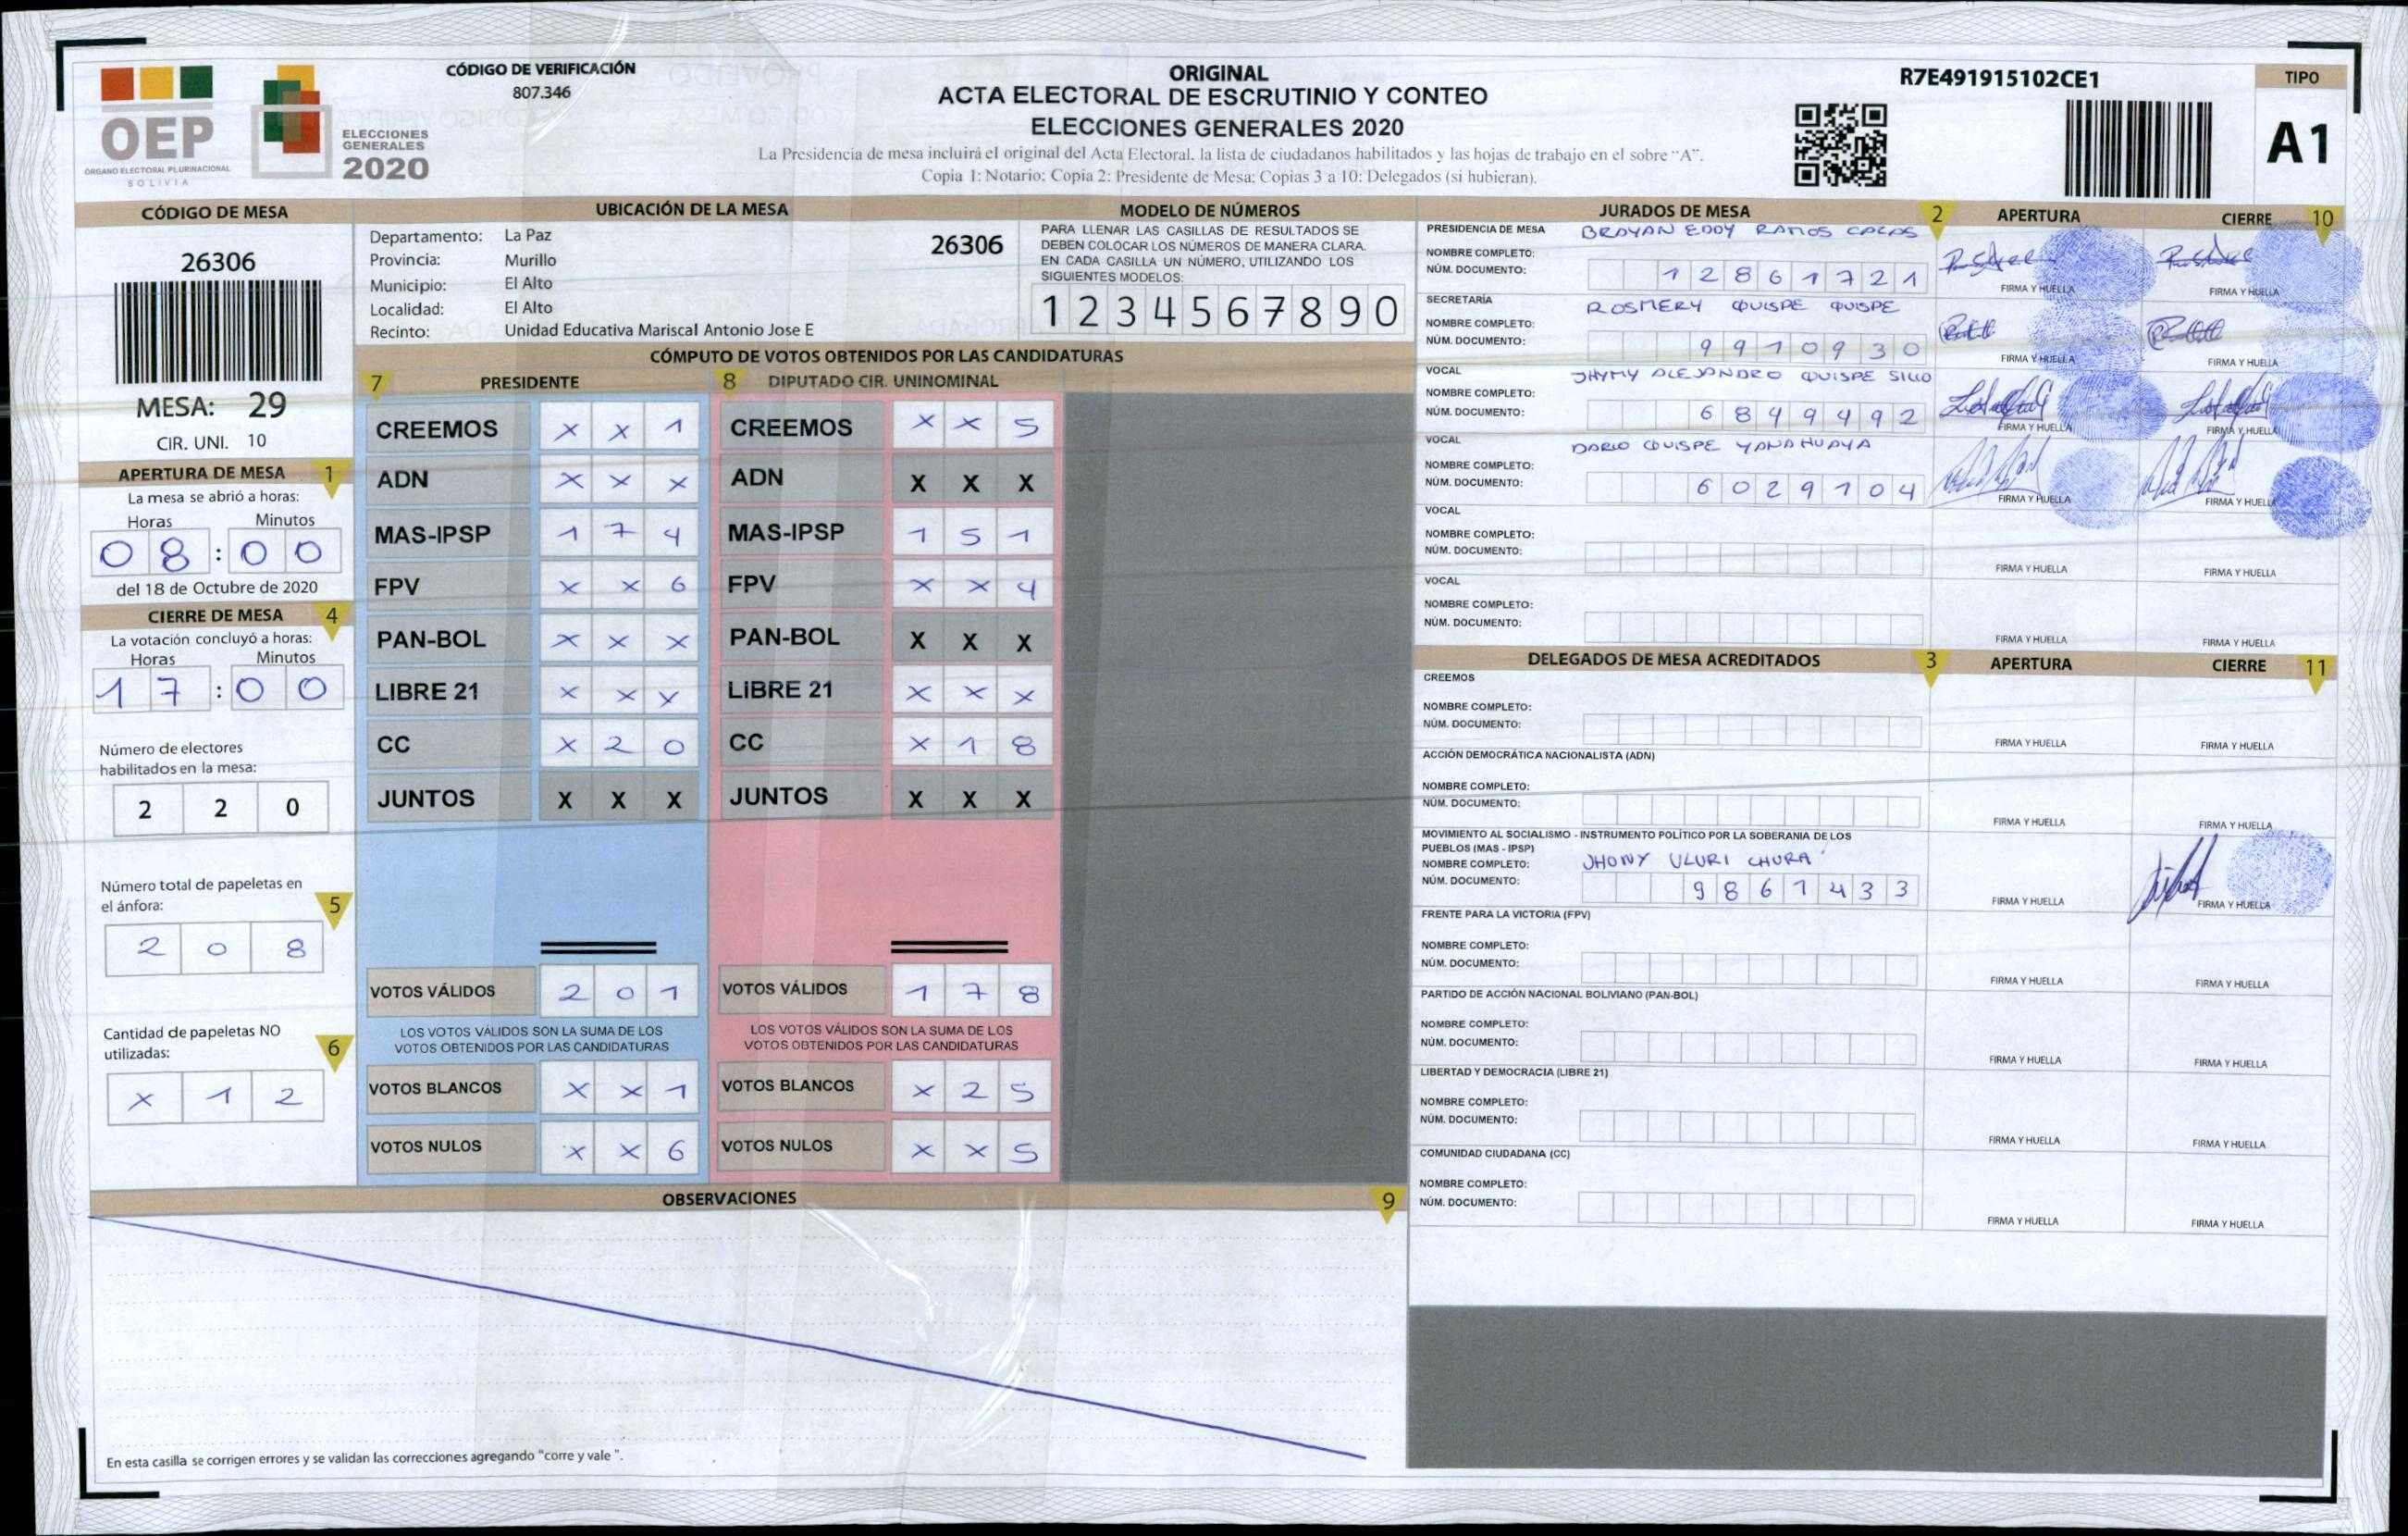 OEP
ÓRGANO ELECTORAL PLURINACIONAL
BOLIVIA
ELECCIONES
GENERALES
2020
CÓDIGO DE VERIFICACIÓN
807.346
ORIGINAL
ACTA ELECTORAL DE ESCRUTINIO Y CONTEO
ELECCIONES GENERALES 2020
La Presidencia de mesa incluirá el original del Acta Electoral, la lista de ciudadanos habilitados y las hojas de trabajo en el sobre "A".
Copia 1: Notario; Copia 2: Presidente de Mesa; Copias 3 a 10: Delegados (si hubieran).
R7E491915102CE1
TIPO
A1
CÓDIGO DE MESA
26306
MESA: 29
CIR. UNI. 10
APERTURA DE MESA 1
La mesa se abrió a horas:
Horas Minutos
0 8 : 0 0
del 18 de Octubre de 2020
CIERRE DE MESA 4
La votación concluyó a horas:
Horas Minutos
1 7 : 0 0
Número de electores
habilitados en la mesa:
2 2 0
Número total de papeletas en
el ánfora: 5
2 0 8
Cantidad de papeletas NO
utilizadas: 6
X 1 2
UBICACIÓN DE LA MESA
Departamento: La Paz 26306
Provincia: Murillo
Municipio: El Alto
Localidad: El Alto
Recinto: Unidad Educativa Mariscal Antonio Jose E
MODELO DE NÚMEROS
PARA LLENAR LAS CASILLAS DE RESULTADOS SE
DEBEN COLOCAR LOS NÚMEROS DE MANERA CLARA.
EN CADA CASILLA UN NÚMERO, UTILIZANDO LOS
SIGUIENTES MODELOS:
1 2 3 4 5 6 7 8 9 0
CÓMPUTO DE VOTOS OBTENIDOS POR LAS CANDIDATURAS
7 PRESIDENTE
CREEMOS X X 1
ADN X X X
MAS-IPSP 1 7 4
FPV X X 6
PAN-BOL X X X
LIBRE 21 X X X
CC X 2 0
JUNTOS X X X
VOTOS VÁLIDOS 2 0 1
LOS VOTOS VÁLIDOS SON LA SUMA DE LOS
VOTOS OBTENIDOS POR LAS CANDIDATURAS
VOTOS BLANCOS X X 1
VOTOS NULOS X X 6
8 DIPUTADO CIR. UNINOMINAL
CREEMOS X X 5
ADN X X X
MAS-IPSP 1 5 1
FPV X X 4
PAN-BOL X X X
LIBRE 21 X X X
CC X 1 8
JUNTOS X X X
VOTOS VÁLIDOS 1 7 8
LOS VOTOS VÁLIDOS SON LA SUMA DE LOS
VOTOS OBTENIDOS POR LAS CANDIDATURAS
VOTOS BLANCOS X 2 5
VOTOS NULOS X X 5
OBSERVACIONES 9
En esta casilla se corrigen errores y se validan las correcciones agregando "corre y vale ".
JURADOS DE MESA 2 APERTURA CIERRE 10
PRESIDENCIA DE MESA BRAYAN EDDY RAMOS
NOMBRE COMPLETO:
NÚM. DOCUMENTO: 1 2 8 6 1 7 2 1
FIRMA Y HUELLA FIRMA Y HUELLA
SECRETARÍA ROSMERY QUISPE QUISPE
NOMBRE COMPLETO:
NÚM. DOCUMENTO: 9 9 1 0 9 3 0
FIRMA Y HUELLA FIRMA Y HUELLA
VOCAL JHYMY ALEJANDRO QUISPE SILLO
NOMBRE COMPLETO:
NÚM. DOCUMENTO: 6 8 4 9 4 9 2
FIRMA Y HUELLA FIRMA Y HUELLA
VOCAL DARIO QUISPE YANAHUAYA
NOMBRE COMPLETO:
NÚM. DOCUMENTO: 6 0 2 9 1 0 4
FIRMA Y HUELLA FIRMA Y HUELLA
VOCAL
NOMBRE COMPLETO:
NÚM. DOCUMENTO:
FIRMA Y HUELLA FIRMA Y HUELLA
VOCAL
NOMBRE COMPLETO:
NÚM. DOCUMENTO:
FIRMA Y HUELLA FIRMA Y HUELLA
DELEGADOS DE MESA ACREDITADOS 3 APERTURA CIERRE 11
CREEMOS
NOMBRE COMPLETO:
NÚM. DOCUMENTO:
FIRMA Y HUELLA FIRMA Y HUELLA
ACCIÓN DEMOCRÁTICA NACIONALISTA (ADN)
NOMBRE COMPLETO:
NÚM. DOCUMENTO:
FIRMA Y HUELLA FIRMA Y HUELLA
MOVIMIENTO AL SOCIALISMO - INSTRUMENTO POLÍTICO POR LA SOBERANIA DE LOS
PUEBLOS (MAS - IPSP)
NOMBRE COMPLETO: JHONY ULURI CHURA
NÚM. DOCUMENTO: 9 8 6 1 4 3 3
FIRMA Y HUELLA FIRMA Y HUELLA
FRENTE PARA LA VICTORIA (FPV)
NOMBRE COMPLETO:
NÚM. DOCUMENTO:
FIRMA Y HUELLA FIRMA Y HUELLA
PARTIDO DE ACCIÓN NACIONAL BOLIVIANO (PAN-BOL)
NOMBRE COMPLETO:
NÚM. DOCUMENTO:
FIRMA Y HUELLA FIRMA Y HUELLA
LIBERTAD Y DEMOCRACIA (LIBRE 21)
NOMBRE COMPLETO:
NÚM. DOCUMENTO:
FIRMA Y HUELLA FIRMA Y HUELLA
COMUNIDAD CIUDADANA (CC)
NOMBRE COMPLETO:
NÚM. DOCUMENTO:
FIRMA Y HUELLA FIRMA Y HUELLA